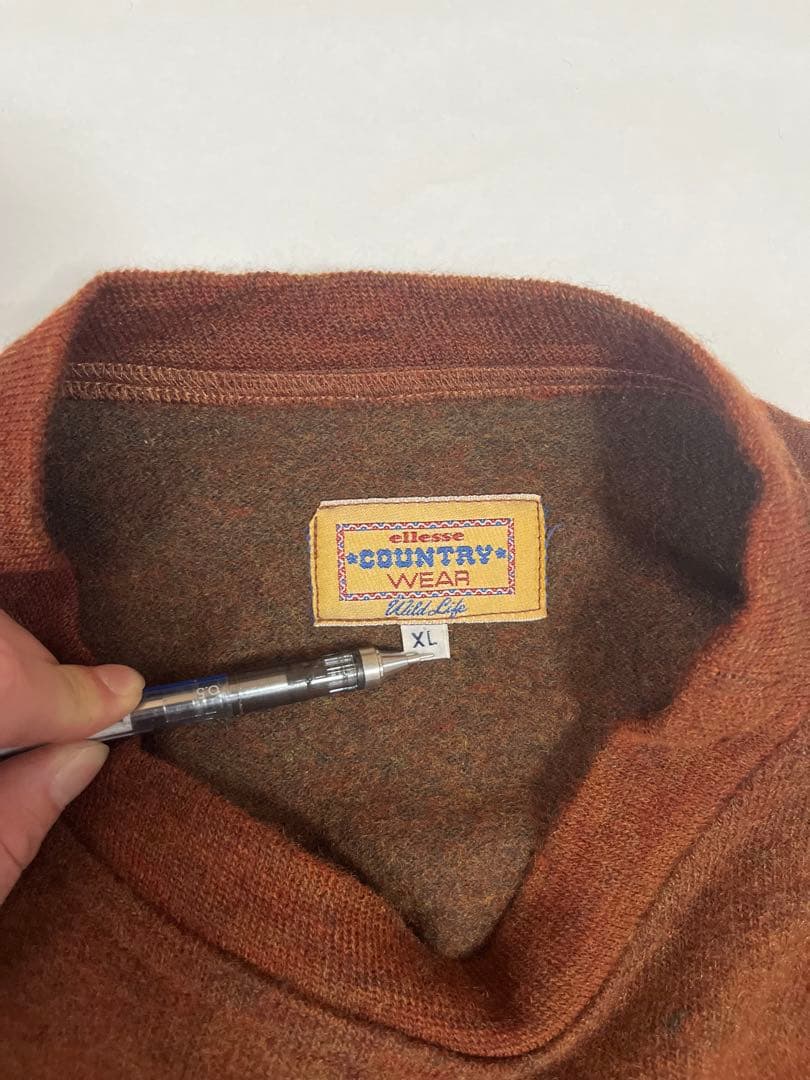 ellesse
*COUNTRY*
WEAR
Wild Life
XL
0.5